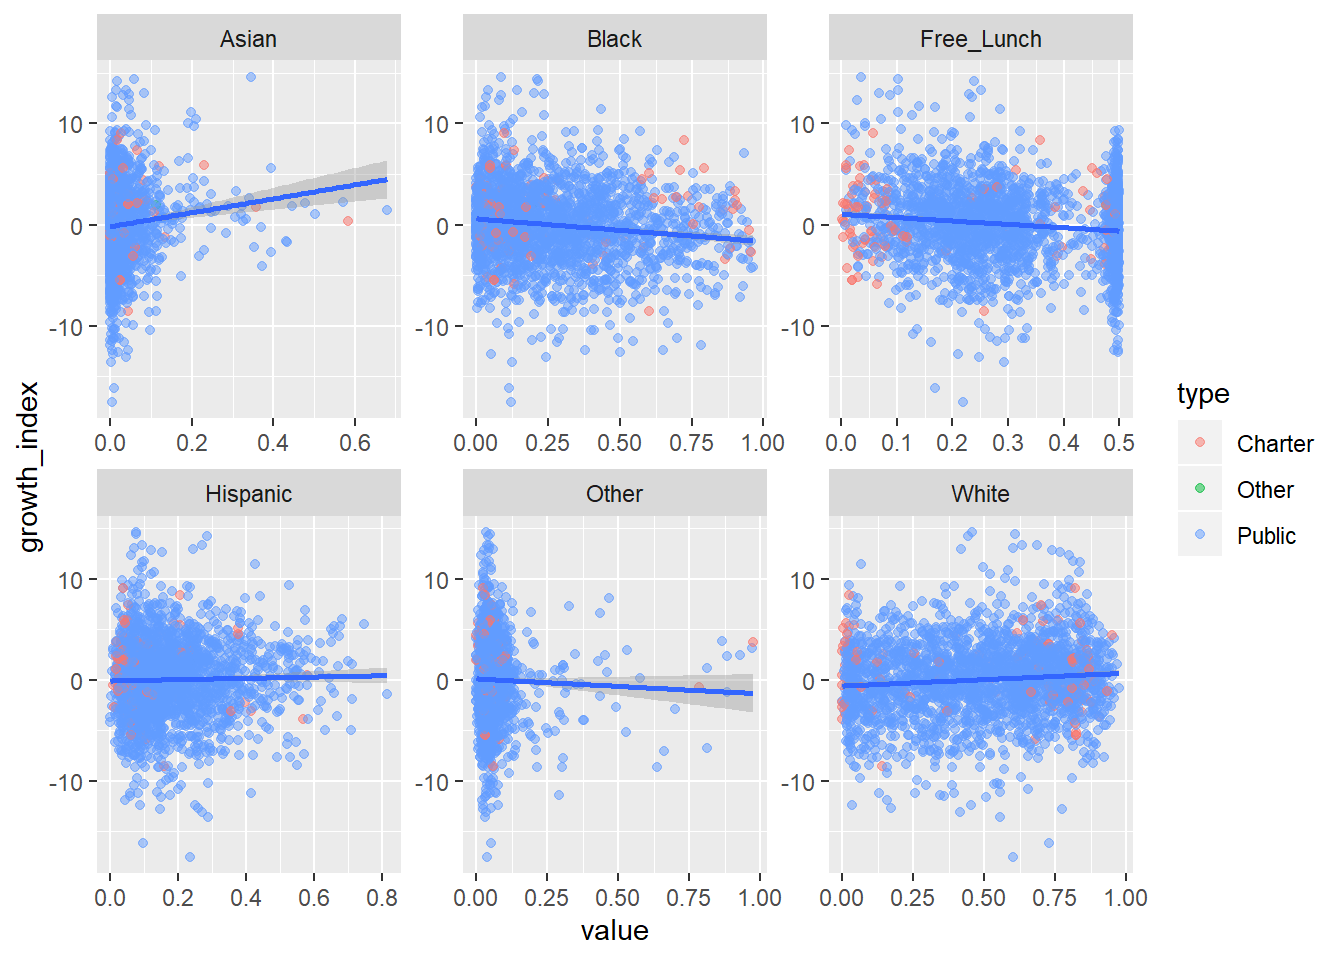 Asian Black Free_Lunch
10 10 10
0 0 0
-10 -10 -10
0.0 0.2 0.4 0.6 0.00 0.25 0.50 0.75 1.00 0.0 0.1 0.2 0.3 0.4 0.5
Hispanic Other White
10 10 10
0 0 0
-10 -10 -10
0.0 0.2 0.4 0.6 0.8 0.00 0.25 0.50 0.75 1.00 0.00 0.25 0.50 0.75 1.00
value
growth_index
type
Charter
Other
Public